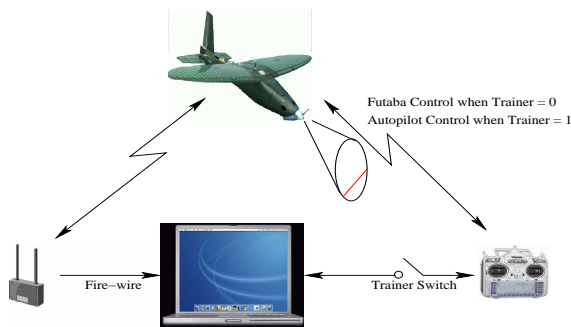 Futaba Control when Trainer = 0
Autopilot Control when Trainer = 1
Fire−wire
Trainer Switch